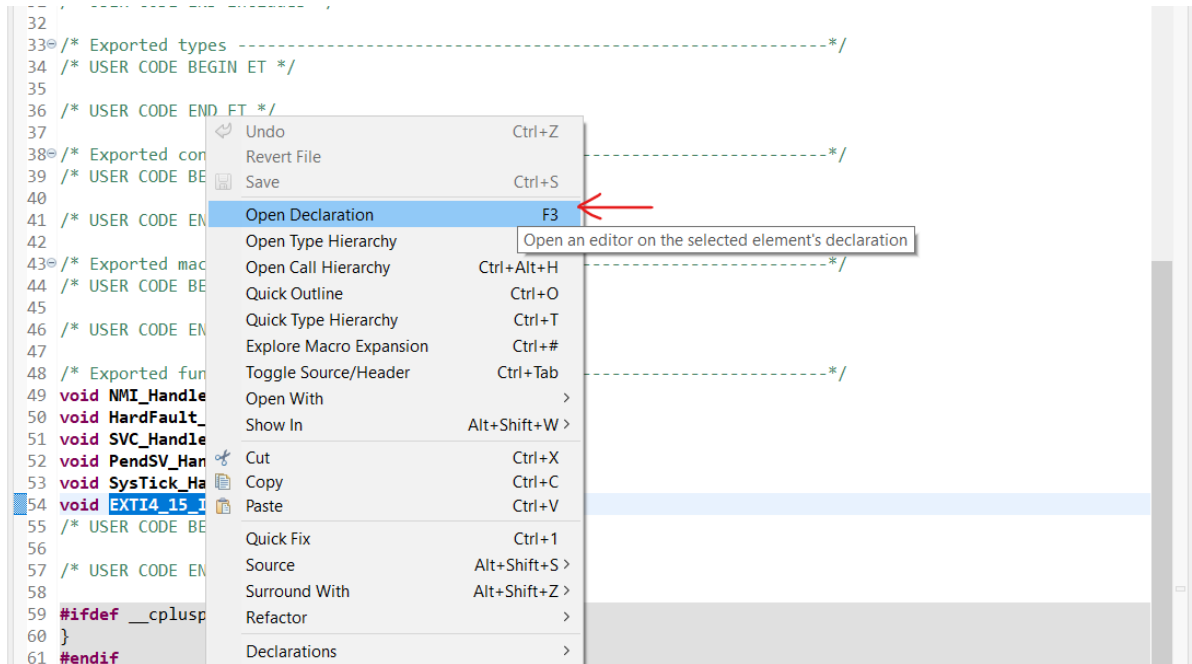 32
33 /* Exported types ------------------------------------------------------------*/
34 /* USER CODE BEGIN ET */
35
36 /* USER CODE END ET */
37
38 /* Exported con
------------------------*/
39 /* USER CODE BE
40
41 /* USER CODE EN
42
43 /* Exported mac
------------------------*/
44 /* USER CODE BE
45
46 /* USER CODE EN
47
48 /* Exported fun
------------------------*/
49 void NMI_Handle
50 void HardFault_
51 void SVC_Handle
52 void PendSV_Han
53 void SysTick_Ha
54 void EXTI4_15_I
55 /* USER CODE BE
56
57 /* USER CODE EN
58
59 #ifdef __cplusp
60 }
61 #endif
Undo Ctrl+Z
Revert File
Save Ctrl+S
Open Declaration F3
Open an editor on the selected element's declaration
Open Type Hierarchy
Open Call Hierarchy Ctrl+Alt+H
Quick Outline Ctrl+O
Quick Type Hierarchy Ctrl+T
Explore Macro Expansion Ctrl+#
Toggle Source/Header Ctrl+Tab
Open With >
Show In Alt+Shift+W >
Cut Ctrl+X
Copy Ctrl+C
Paste Ctrl+V
Quick Fix Ctrl+1
Source Alt+Shift+S >
Surround With Alt+Shift+Z >
Refactor >
Declarations >